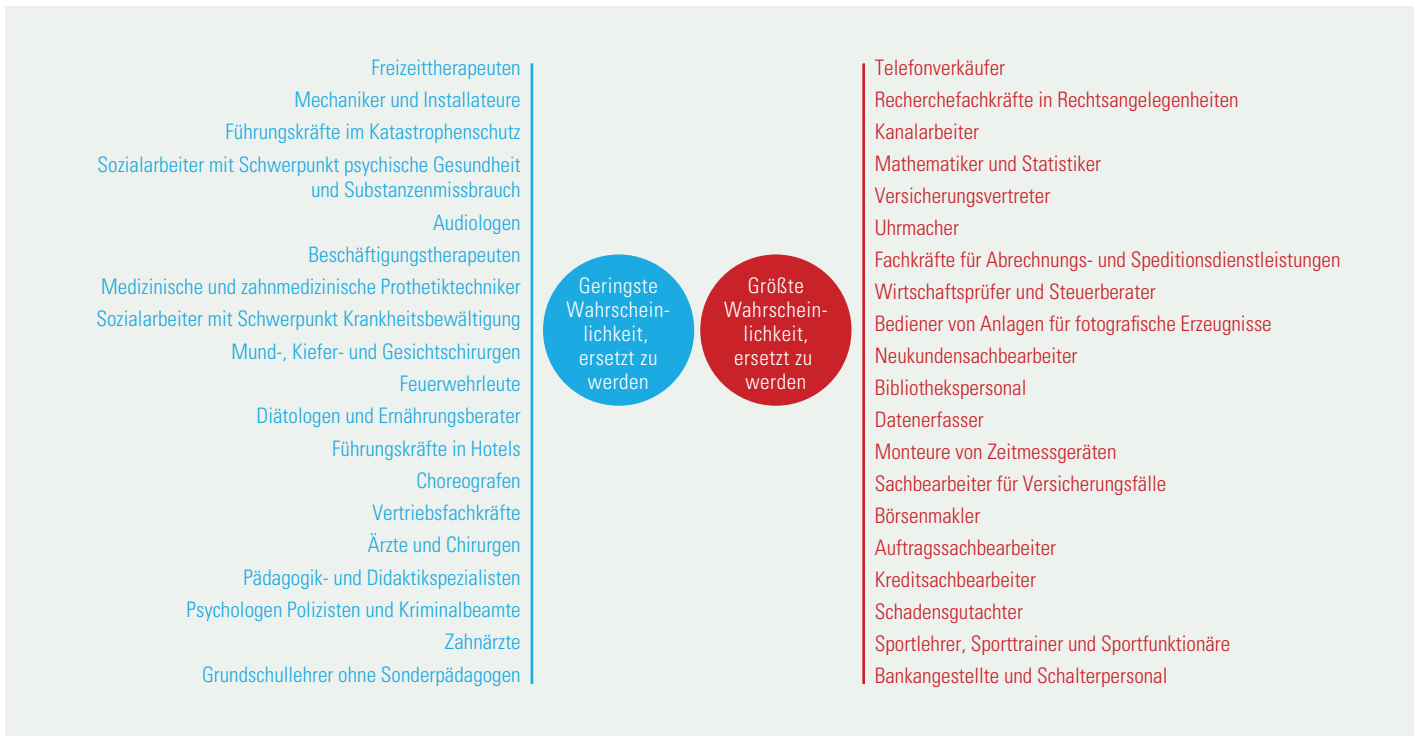 Freizeittherapeuten
Mechaniker und Installateure
Führungskräfte im Katastrophenschutz
Sozialarbeiter mit Schwerpunkt psychische Gesundheit
und Substanzenmissbrauch
Audiologen
Beschäftigungstherapeuten
Medizinische und zahnmedizinische Prothetiktechniker
Sozialarbeiter mit Schwerpunkt Krankheitsbewältigung
Mund-, Kiefer- und Gesichtschirurgen
Feuerwehrleute
Diätologen und Ernährungsberater
Führungskräfte in Hotels
Choreografen
Vertriebsfachkräfte
Ärzte und Chirurgen
Pädagogik- und Didaktikspezialisten
Psychologen Polizisten und Kriminalbeamte
Zahnärzte
Grundschullehrer ohne Sonderpädagogen
Geringste
Wahrschein-
lichkeit,
ersetzt zu
werden
Größte
Wahrschein-
lichkeit,
ersetzt zu
werden
Telefonverkäufer
Recherchefachkräfte in Rechtsangelegenheiten
Kanalarbeiter
Mathematiker und Statistiker
Versicherungsvertreter
Uhrmacher
Fachkräfte für Abrechnungs- und Speditionsdienstleistungen
Wirtschaftsprüfer und Steuerberater
Bediener von Anlagen für fotografische Erzeugnisse
Neukundensachbearbeiter
Bibliothekspersonal
Datenerfasser
Monteure von Zeitmessgeräten
Sachbearbeiter für Versicherungsfälle
Börsenmakler
Auftragssachbearbeiter
Kreditsachbearbeiter
Schadensgutachter
Sportlehrer, Sporttrainer und Sportfunktionäre
Bankangestellte und Schalterpersonal